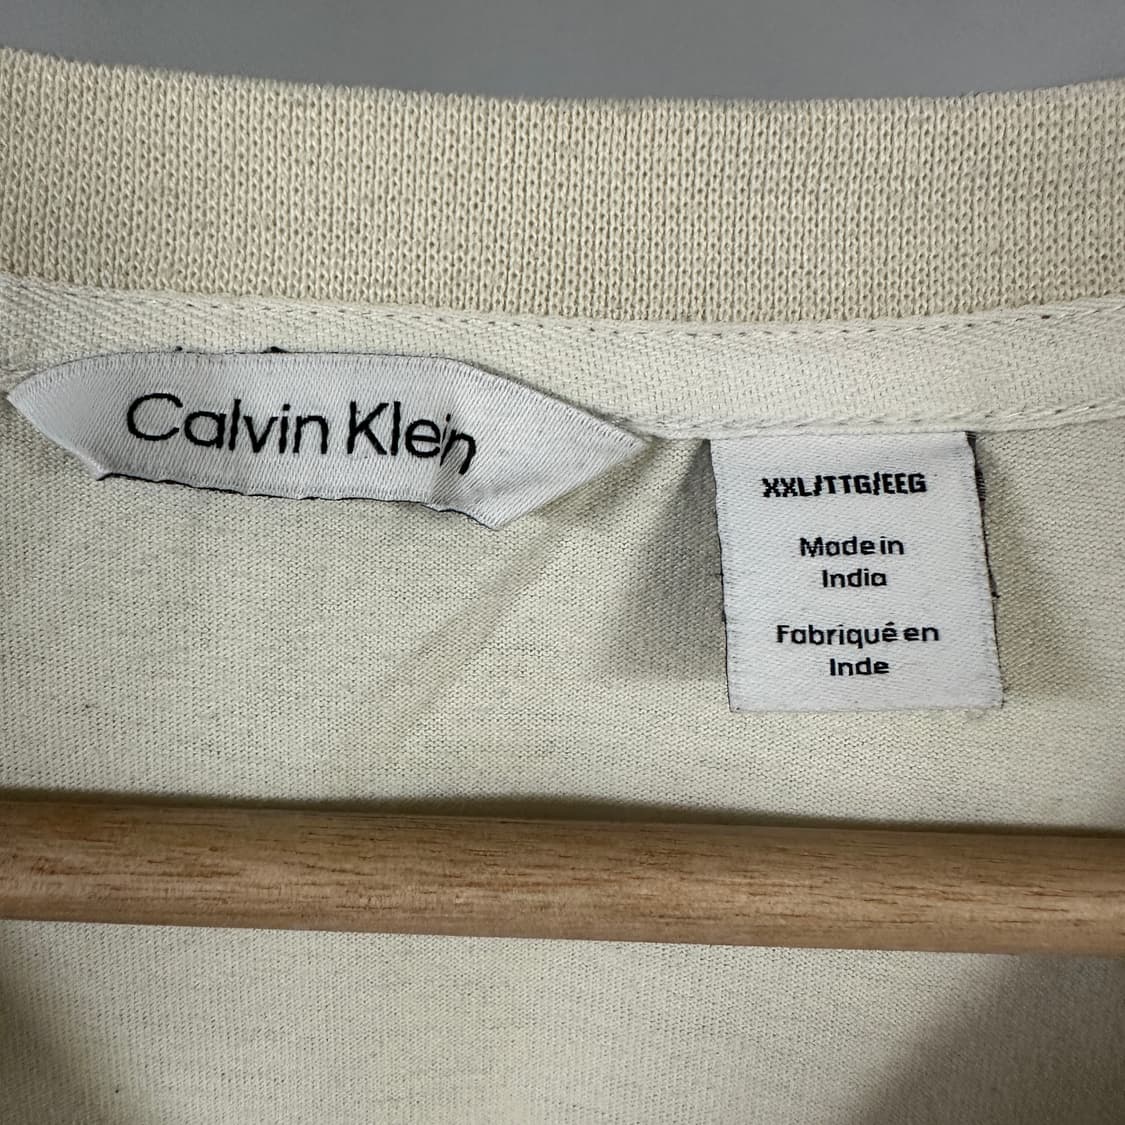 Calvin Klein
XXL/TTG/EEG
Made in
India
Fabriqué en
Inde